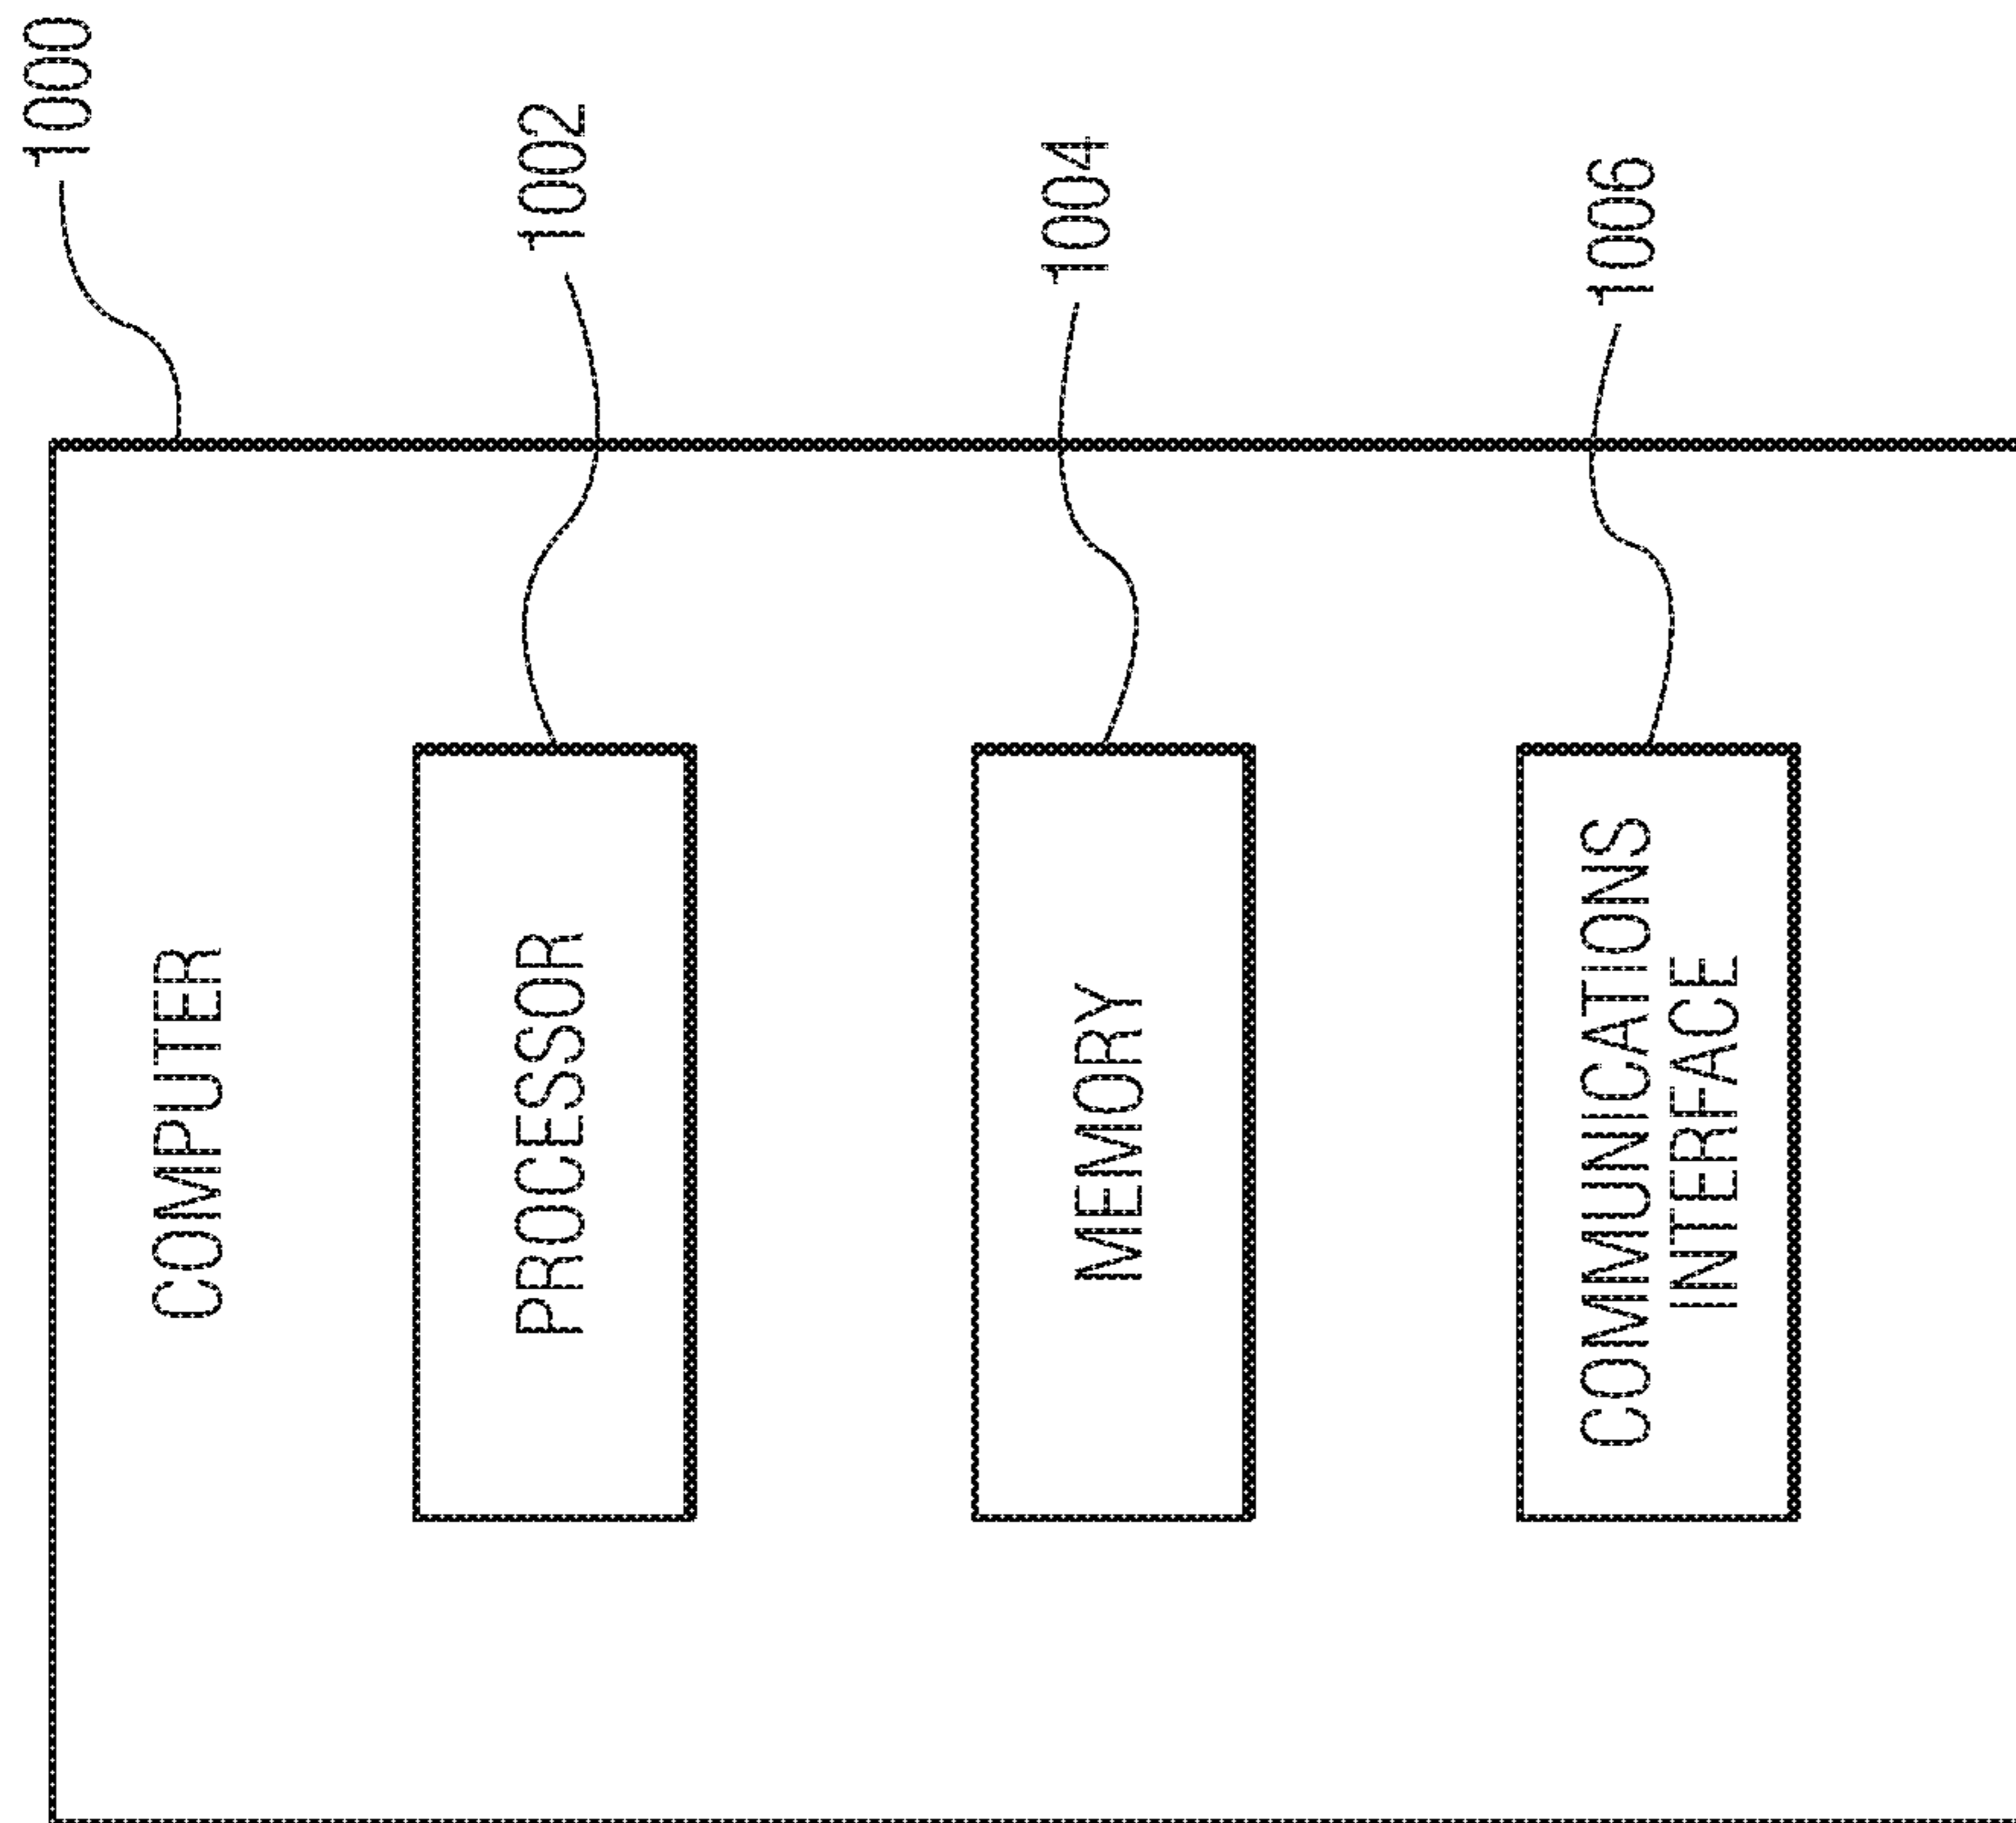 1000
COMPUTER
1002
PROCESSOR
1004
MEMORY
1006
COMMUNICATIONS
INTERFACE